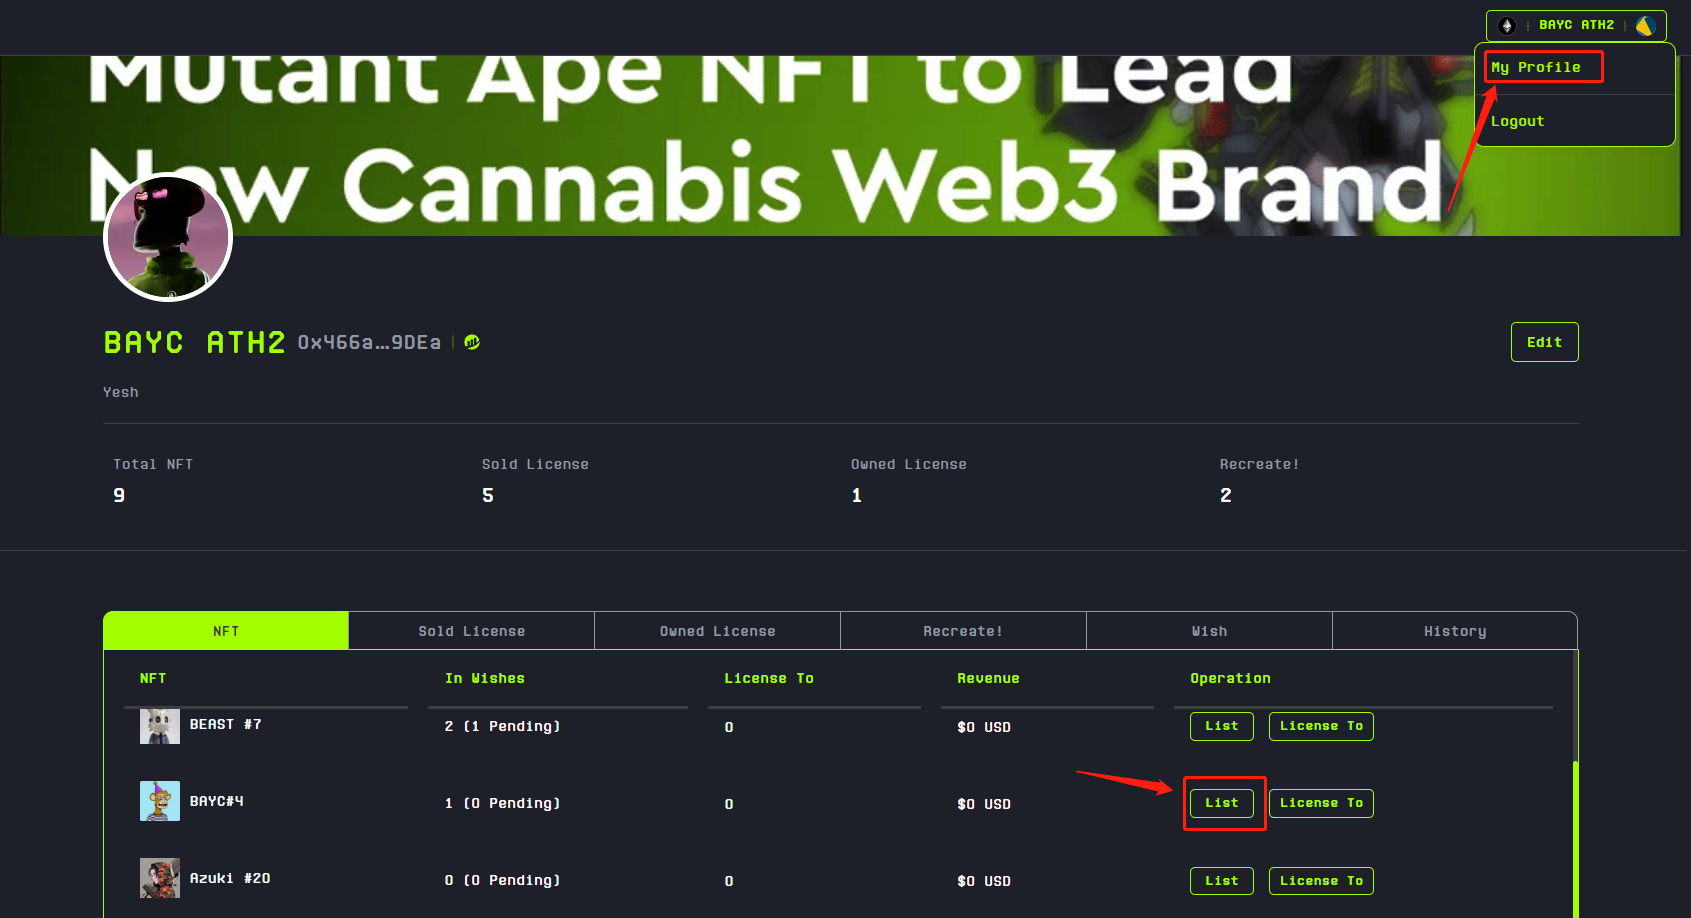 BAYC ATH2
My Profile
Logout
Mutant Ape NFT to Lead
New Cannabis Web3 Brand
BAYC ATH2 0x466a...9DEa
Edit
Yesh
Total NFT Sold License Owned License Recreate!
9 5 1 2
NFT Sold License Owned License Recreate! Wish History
NFT In Wishes License To Revenue Operation
BEAST #7 2 (1 Pending) 0 $0 USD List License To
BAYC#4 1 (0 Pending) 0 $0 USD List License To
Azuki #20 0 (0 Pending) 0 $0 USD List License To